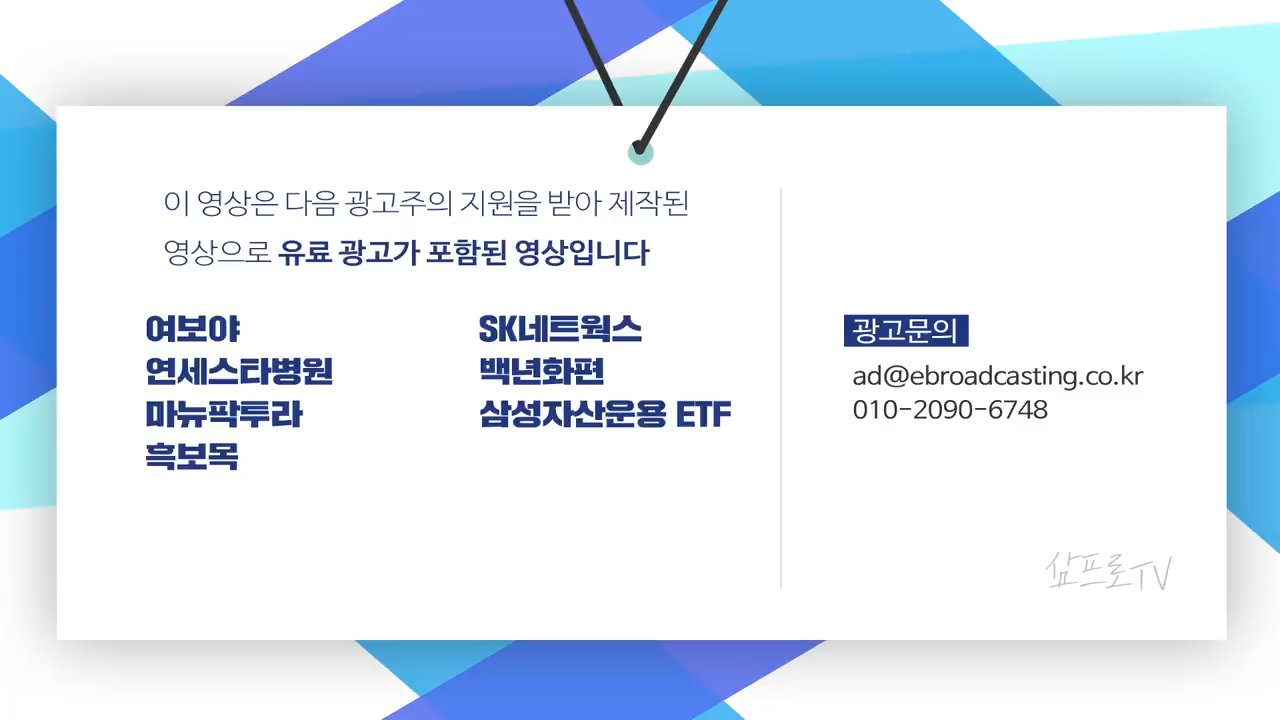 이 영상은 다음 광고주의 지원을 받아 제작된
영상으로 유료 광고가 포함된 영상입니다
여보야
연세스타병원
마뉴팍투라
흑보목
SK네트웍스
백년화편
삼성자산운용 ETF
광고문의
ad@ebroadcasting.co.kr
010-2090-6748
삼프로TV